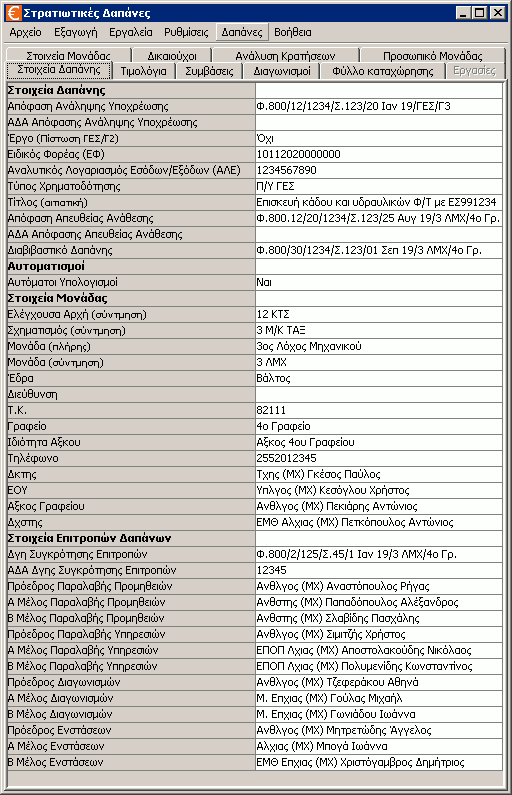 Στρατιωτικές Δαπάνες
Αρχείο Εξαγωγή Εργαλεία Ρυθμίσεις Δαπάνες Βοήθεια
Στοιχεία Μονάδας Δικαιούχοι Ανάλυση Κρατήσεων Προσωπικό Μονάδας
Στοιχεία Δαπάνης Τιμολόγια Συμβάσεις Διαγωνισμοί Φύλλο καταχώρησης Εργασίες
Στοιχεία Δαπάνης
Απόφαση Ανάληψης Υποχρέωσης Φ.800/12/1234/Σ.123/20 Ιαν 19/ΓΕΣ/Γ3
ΑΔΑ Απόφασης Ανάληψης Υποχρέωσης
Έργο (Πίστωση ΓΕΣ/Γ2) Όχι
Ειδικός Φορέας (ΕΦ) 10112020000000
Αναλυτικός Λογαριασμός Εσόδων/Εξόδων (ΑΛΕ) 1234567890
Τύπος Χρηματοδότησης Π/Υ ΓΕΣ
Τίτλος (αιτιατική) Επισκευή κάδου και υδραυλικών Φ/Τ με ΕΣ991234
Απόφαση Απευθείας Ανάθεσης Φ.800.12/20/1234/Σ.123/25 Αυγ 19/3 ΛΜΧ/4ο Γρ.
ΑΔΑ Απόφασης Απευθείας Ανάθεσης
Διαβιβαστικό Δαπάνης Φ.800/30/1234/Σ.123/01 Σεπ 19/3 ΛΜΧ/4ο Γρ.
Αυτοματισμοί
Αυτόματοι Υπολογισμοί Ναι
Στοιχεία Μονάδας
Ελέγχουσα Αρχή (σύντμηση) 12 ΚΤΣ
Σχηματισμός (σύντμηση) 3 Μ/Κ ΤΑΞ
Μονάδα (πλήρης) 3ος Λόχος Μηχανικού
Μονάδα (σύντμηση) 3 ΛΜΧ
Έδρα Βάλτος
Διεύθυνση
Τ.Κ. 82111
Γραφείο 4ο Γραφείο
Ιδιότητα Αξκου Αξκος 4ου Γραφείου
Τηλέφωνο 2552012345
Δκτης Τχης (ΜΧ) Γκέσος Παύλος
ΕΟΥ Υπλγος (ΜΧ) Κεσόγλου Χρήστος
Αξκος Γραφείου Ανθλγος (ΜΧ) Πεκιάρης Αντώνιος
Δχστης ΕΜΘ Αλχιας (ΜΧ) Πετκόπουλος Αντώνιος
Στοιχεία Επιτροπών Δαπάνων
Δγη Συγκρότησης Επιτροπών Φ.800/2/125/Σ.45/1 Ιαν 19/3 ΛΜΧ/4ο Γρ.
ΑΔΑ Δγης Συγκρότησης Επιτροπών 12345
Πρόεδρος Παραλαβής Προμηθειών Ανθλγος (ΜΧ) Αναστόπουλος Ρήγας
Α Μέλος Παραλαβής Προμηθειών Ανθστης (ΜΧ) Παπαδόπουλος Αλέξανδρος
Β Μέλος Παραλαβής Προμηθειών Ανθστης (ΜΧ) Σλαβίδης Πασχάλης
Πρόεδρος Παραλαβής Υπηρεσιών Ανθλγος (ΜΧ) Σιμιτζής Χρήστος
Α Μέλος Παραλαβής Υπηρεσιών ΕΠΟΠ Λχιας (ΜΧ) Αποστολακούδης Νικόλαος
Β Μέλος Παραλαβής Υπηρεσιών ΕΠΟΠ Λχιας (ΜΧ) Πολυμενίδης Κωνσταντίνος
Πρόεδρος Διαγωνισμών Ανθλγος (ΜΧ) Τζεφεράκου Αθηνά
Α Μέλος Διαγωνισμών Μ. Επχιας (ΜΧ) Γούλας Μιχαήλ
Β Μέλος Διαγωνισμών Μ. Επχιας (ΜΧ) Γωνιάδου Ιωάννα
Πρόεδρος Ενστάσεων Ανθλγος (ΜΧ) Μητρετώδης Άγγελος
Α Μέλος Ενστάσεων Αλχιας (ΜΧ) Μπογά Ιωάννα
Β Μέλος Ενστάσεων ΕΜΘ Επχιας (ΜΧ) Χριστόγαμβρος Δημήτριος